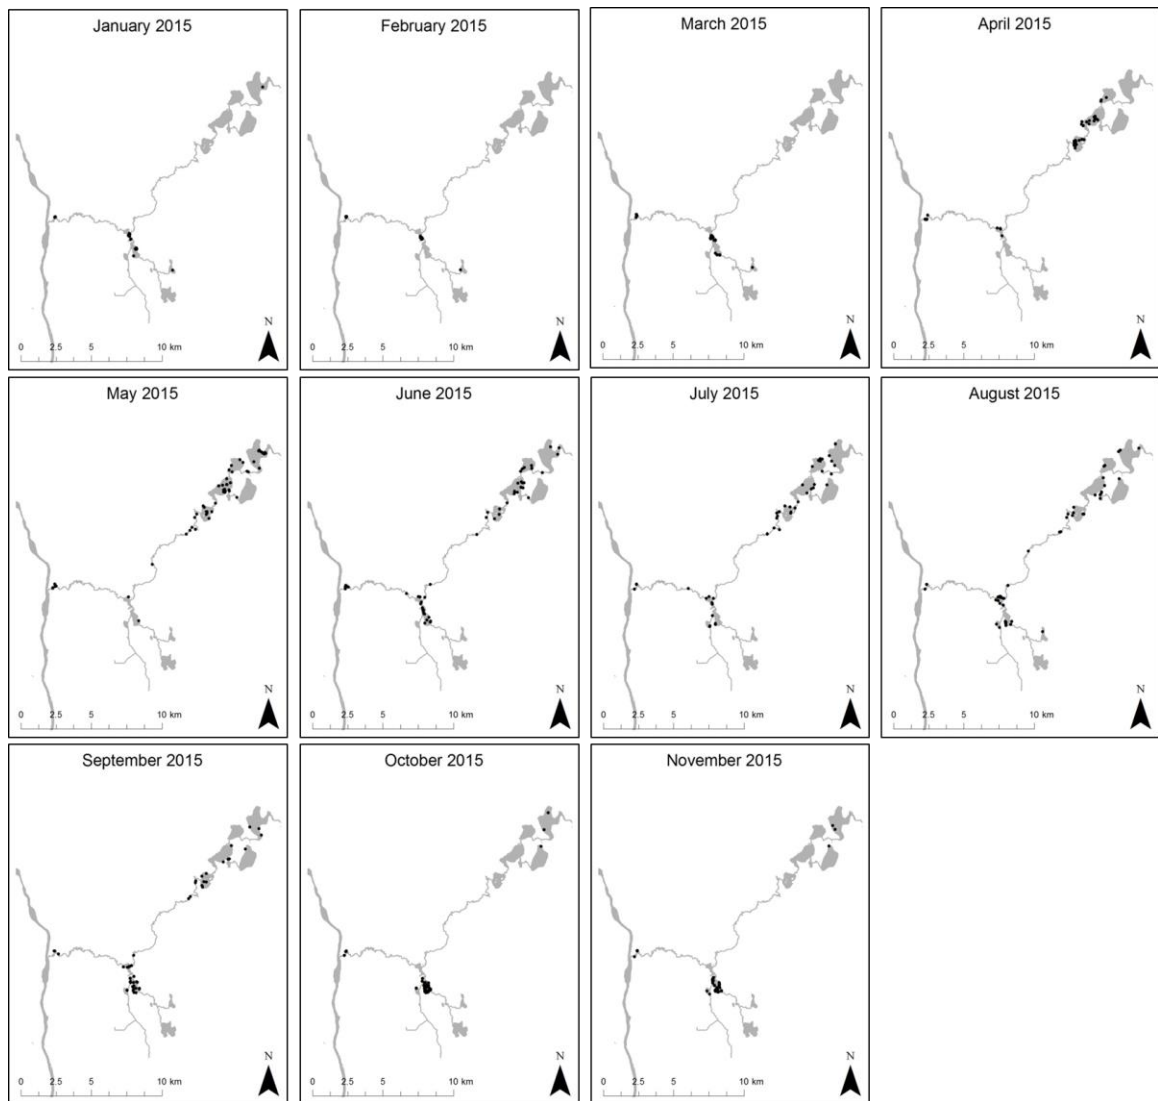 January 2015
February 2015
March 2015
April 2015
N
N
N
N
0 2.5 5 10 km
0 2.5 5 10 km
0 2.5 5 10 km
0 2.5 5 10 km
May 2015
June 2015
July 2015
August 2015
N
N
N
N
0 2.5 5 10 km
0 2.5 5 10 km
0 2.5 5 10 km
0 2.5 5 10 km
September 2015
October 2015
November 2015
N
N
N
0 2.5 5 10 km
0 2.5 5 10 km
0 2.5 5 10 km